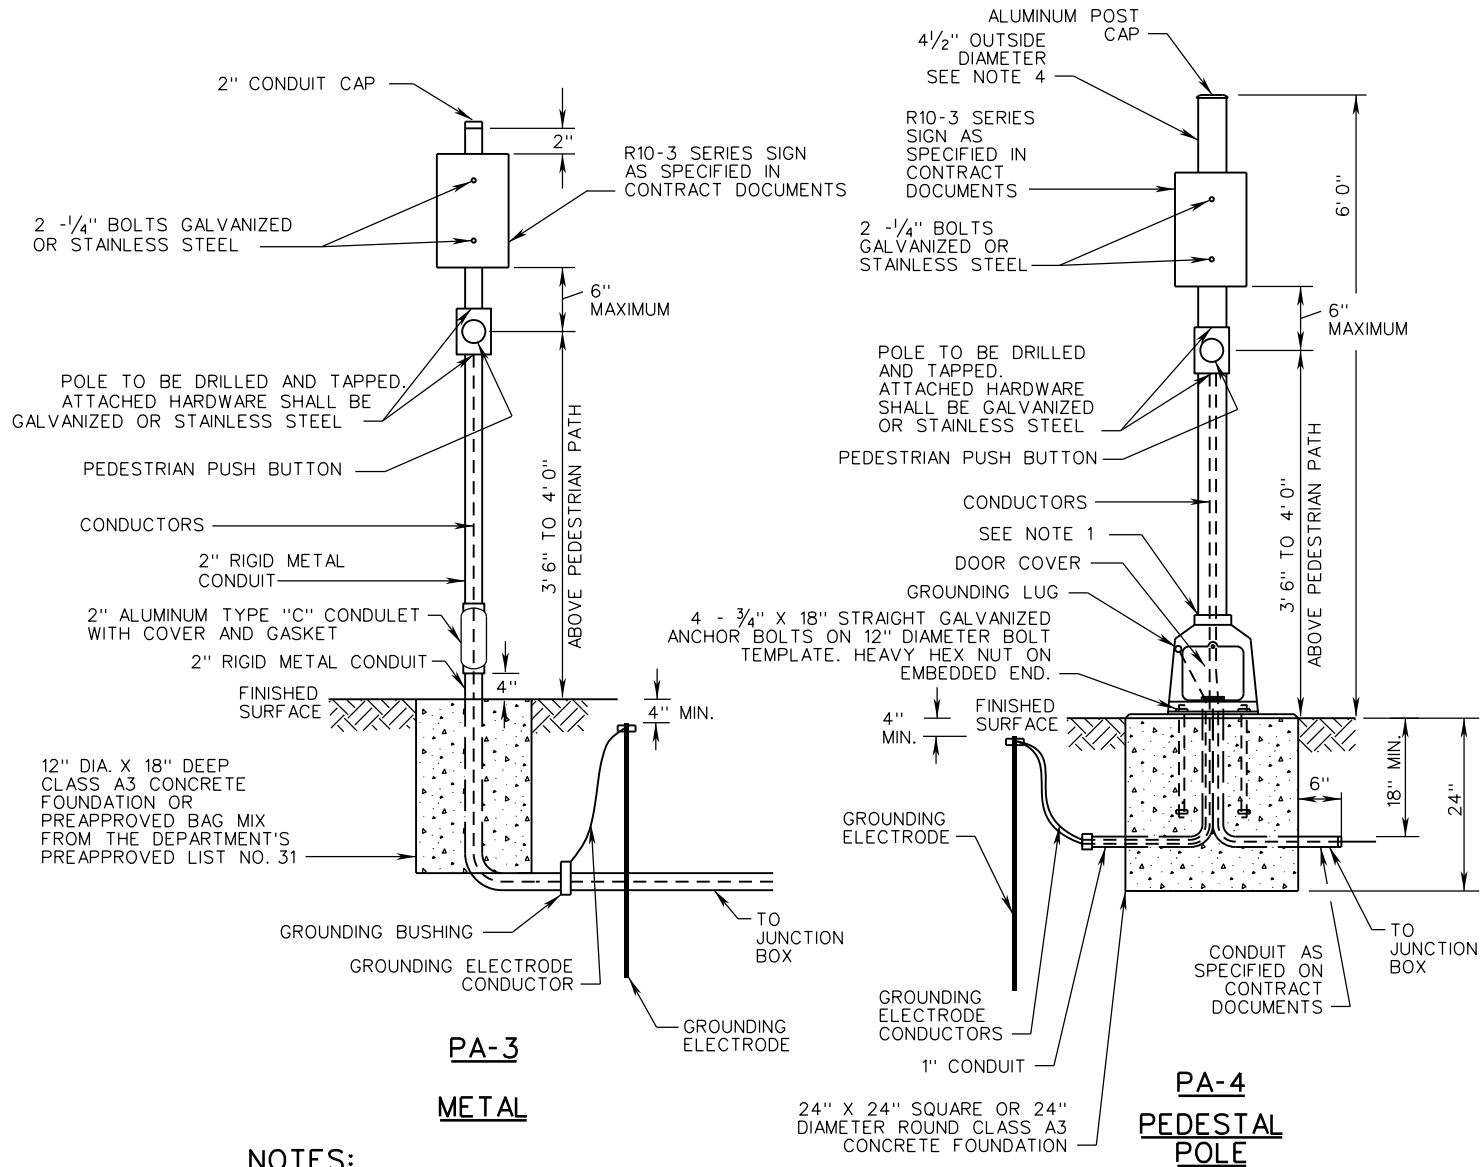 2" CONDUIT CAP
2"
R10-3 SERIES SIGN
AS SPECIFIED IN
CONTRACT DOCUMENTS
2 -1/4" BOLTS GALVANIZED
OR STAINLESS STEEL
6"
MAXIMUM
POLE TO BE DRILLED AND TAPPED.
ATTACHED HARDWARE SHALL BE
GALVANIZED OR STAINLESS STEEL
PEDESTRIAN PUSH BUTTON
CONDUCTORS
3'6" TO 4'0"
ABOVE PEDESTRIAN PATH
2" RIGID METAL
CONDUIT
2" ALUMINUM TYPE "C" CONDULET
WITH COVER AND GASKET
2" RIGID METAL CONDUIT
4"
FINISHED
SURFACE
4" MIN.
12" DIA. X 18" DEEP
CLASS A3 CONCRETE
FOUNDATION OR
PREAPPROVED BAG MIX
FROM THE DEPARTMENT'S
PREAPPROVED LIST NO. 31
GROUNDING BUSHING
GROUNDING ELECTRODE
CONDUCTOR
TO
JUNCTION
BOX
GROUNDING
ELECTRODE
PA-3
METAL
NOTES:
ALUMINUM POST
CAP
4 1/2" OUTSIDE
DIAMETER
SEE NOTE 4
R10-3 SERIES
SIGN AS
SPECIFIED IN
CONTRACT
DOCUMENTS
6'0"
2 -1/4" BOLTS
GALVANIZED OR
STAINLESS STEEL
6"
MAXIMUM
POLE TO BE DRILLED
AND TAPPED.
ATTACHED HARDWARE
SHALL BE GALVANIZED
OR STAINLESS STEEL
PEDESTRIAN PUSH BUTTON
CONDUCTORS
3'6" TO 4'0"
ABOVE PEDESTRIAN PATH
SEE NOTE 1
DOOR COVER
GROUNDING LUG
4 - 3/4" X 18" STRAIGHT GALVANIZED
ANCHOR BOLTS ON 12" DIAMETER BOLT
TEMPLATE. HEAVY HEX NUT ON
EMBEDDED END.
4"
MIN.
FINISHED
SURFACE
18" MIN.
24"
6"
GROUNDING
ELECTRODE
TO
JUNCTION
BOX
CONDUIT AS
SPECIFIED ON
CONTRACT
DOCUMENTS
GROUNDING
ELECTRODE
CONDUCTORS
1" CONDUIT
24" X 24" SQUARE OR 24"
DIAMETER ROUND CLASS A3
CONCRETE FOUNDATION
PA-4
PEDESTAL
POLE